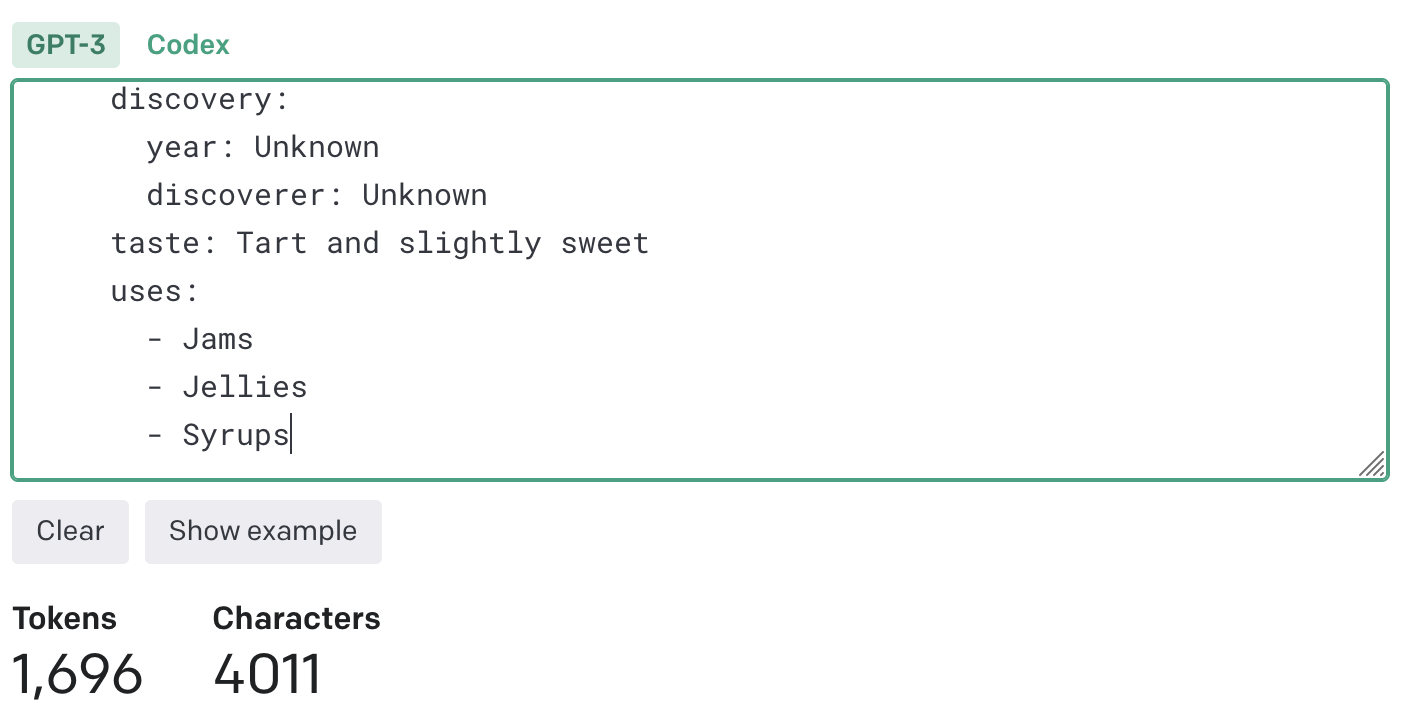 GPT-3 Codex
discovery:
year: Unknown
discoverer: Unknown
taste: Tart and slightly sweet
uses:
- Jams
- Jellies
- Syrups
Clear Show example
Tokens Characters
1,696 4011